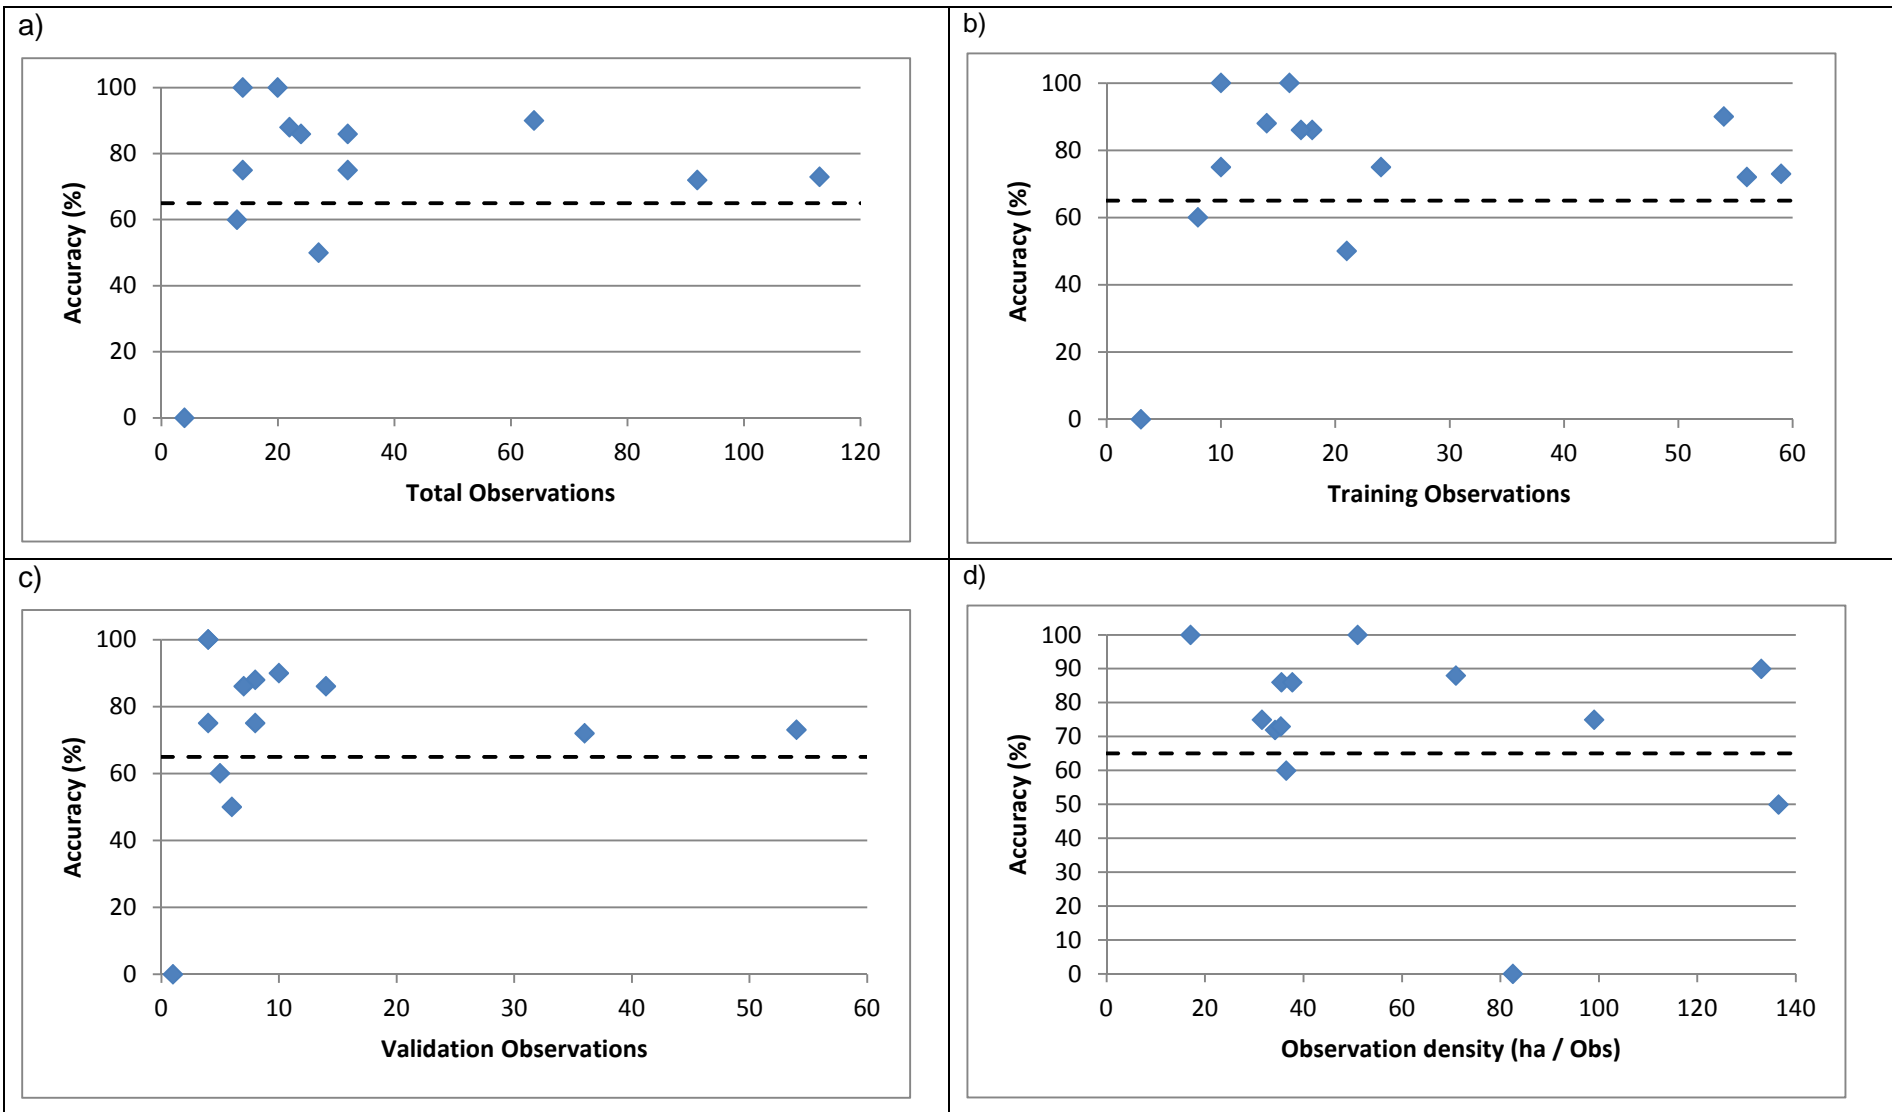 a)
100
80
60
40
20
0
Accuracy (%)
0 20 40 60 80 100 120
Total Observations
b)
100
80
60
40
20
0
Accuracy (%)
0 10 20 30 40 50 60
Training Observations
c)
100
80
60
40
20
0
Accuracy (%)
0 10 20 30 40 50 60
Validation Observations
d)
100
90
80
70
60
50
40
30
20
10
0
Accuracy (%)
0 20 40 60 80 100 120 140
Observation density (ha / Obs)